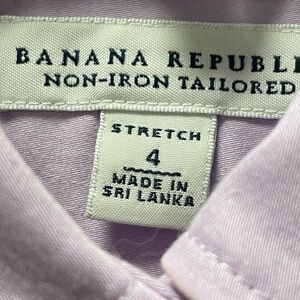 BANANA REPUBLI
NON-IRON TAILORED
STRETCH
4
MADE IN
SRI LANKA